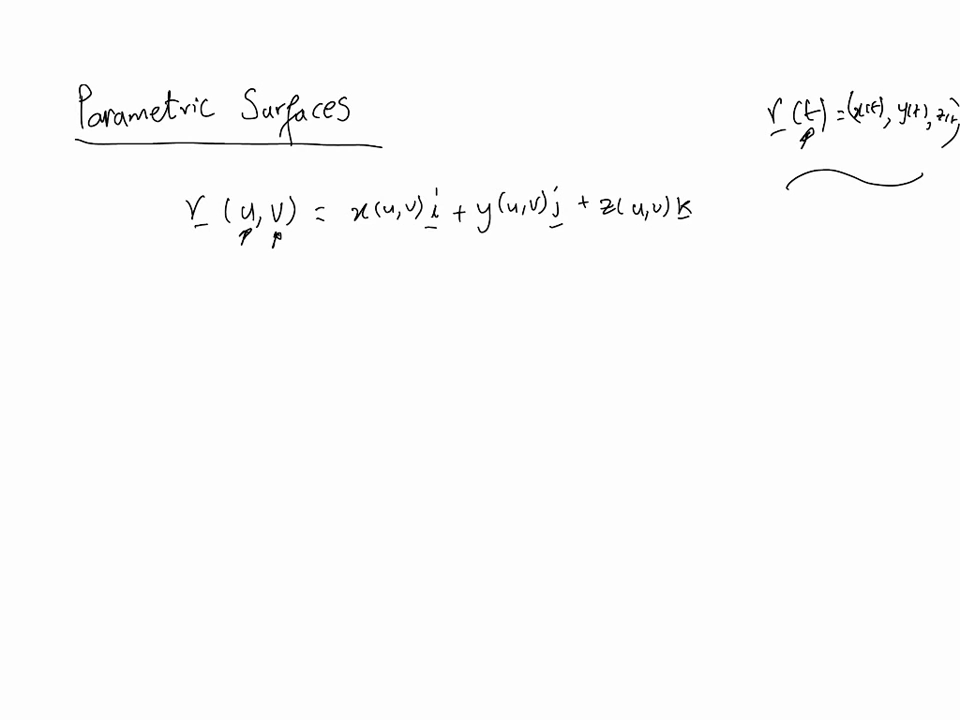 Parametric Surfaces
r(t) = (x(t), y(t), z(t)
r(u, v) = x(u,v) i + y(u,v) j + z(u,v) k